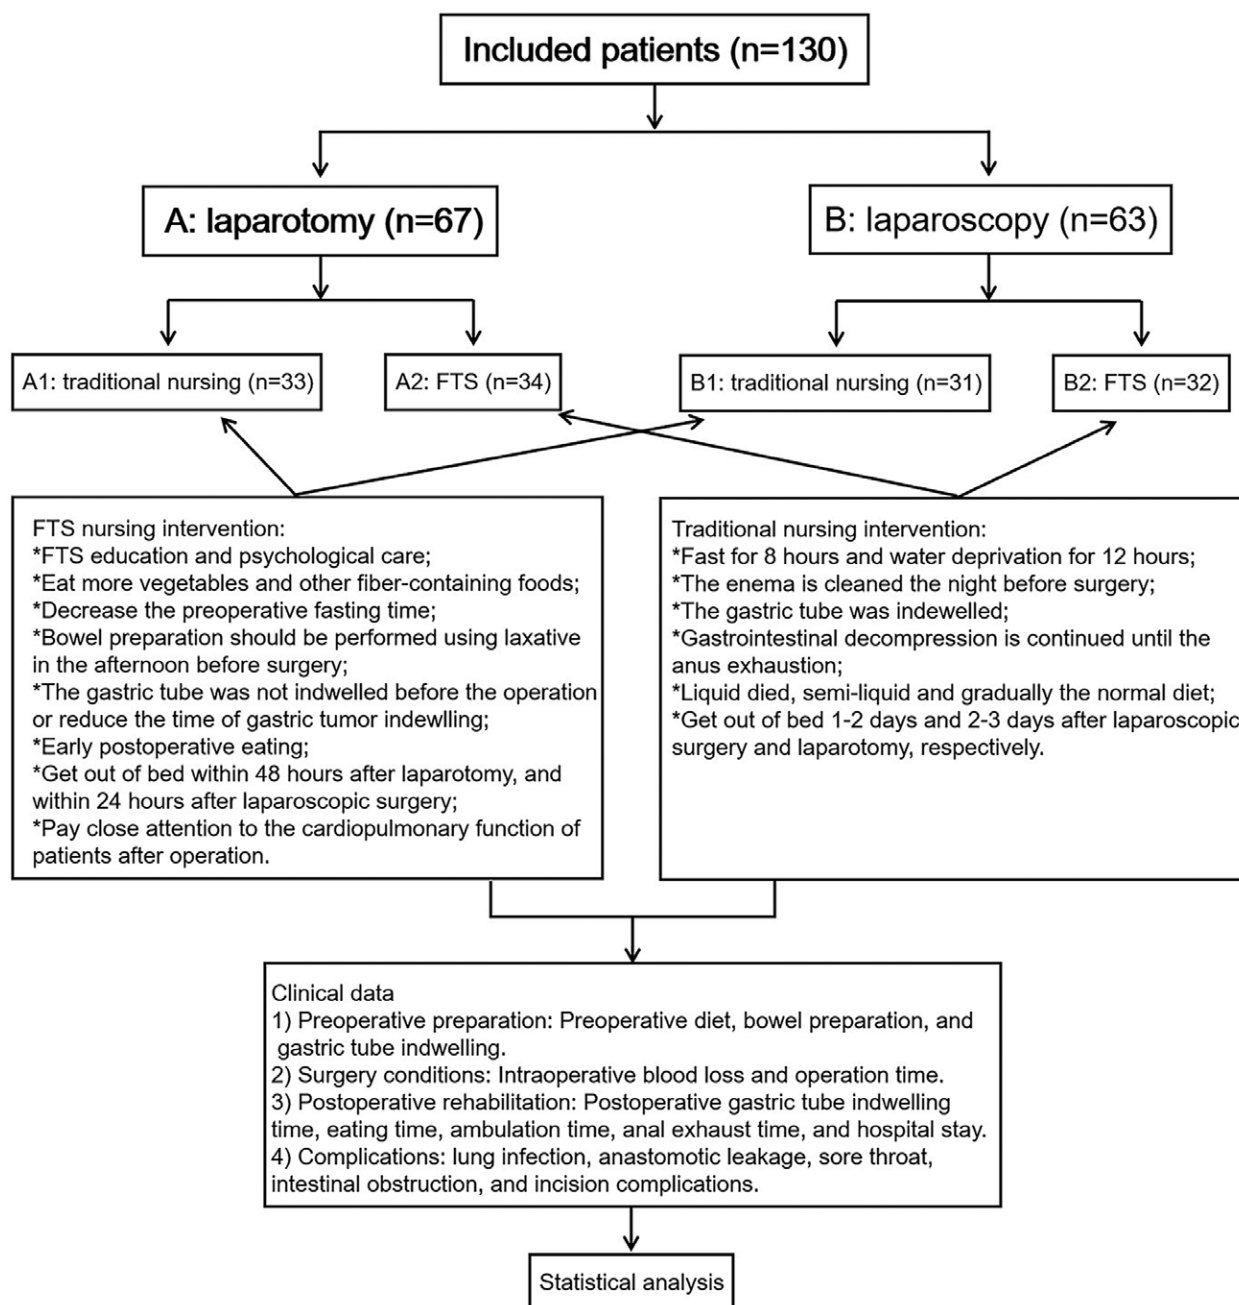 Included patients (n=130)
A: laparotomy (n=67)
B: laparoscopy (n=63)
A1: traditional nursing (n=33)
A2: FTS (n=34)
B1: traditional nursing (n=31)
B2: FTS (n=32)
FTS nursing intervention:
*FTS education and psychological care;
*Eat more vegetables and other fiber-containing foods;
*Decrease the preoperative fasting time;
*Bowel preparation should be performed using laxative
in the afternoon before surgery;
*The gastric tube was not indwelled before the operation
or reduce the time of gastric tumor indewlling;
*Early postoperative eating;
*Get out of bed within 48 hours after laparotomy, and
within 24 hours after laparoscopic surgery;
*Pay close attention to the cardiopulmonary function of
patients after operation.
Traditional nursing intervention:
*Fast for 8 hours and water deprivation for 12 hours;
*The enema is cleaned the night before surgery;
*The gastric tube was indewelled;
*Gastrointestinal decompression is continued until the
anus exhaustion;
*Liquid died, semi-liquid and gradually the normal diet;
*Get out of bed 1-2 days and 2-3 days after laparoscopic
surgery and laparotomy, respectively.
Clinical data
1) Preoperative preparation: Preoperative diet, bowel preparation, and
gastric tube indwelling.
2) Surgery conditions: Intraoperative blood loss and operation time.
3) Postoperative rehabilitation: Postoperative gastric tube indwelling
time, eating time, ambulation time, anal exhaust time, and hospital stay.
4) Complications: lung infection, anastomotic leakage, sore throat,
intestinal obstruction, and incision complications.
Statistical analysis